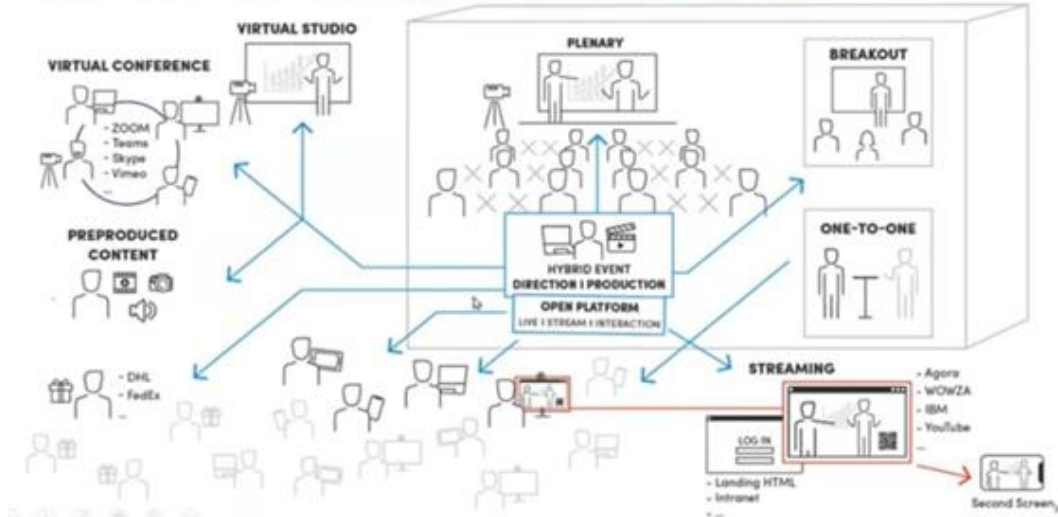 VIRTUAL STUDIO
VIRTUAL CONFERENCE
- ZOOM
- Teams
- Skype
- Vimeo
...
PLENARY
BREAKOUT
PREPRODUCED
CONTENT
ONE-TO-ONE
HYBRID EVENT
DIRECTION I PRODUCTION
OPEN PLATFORM
LIVE I STREAM I INTERACTION
- DHL
- FedEx
...
STREAMING
- Agora
- WOWZA
- IBM
- YouTube
...
LOG IN
- Landing HTML
- Intranet
- ...
Second Screen